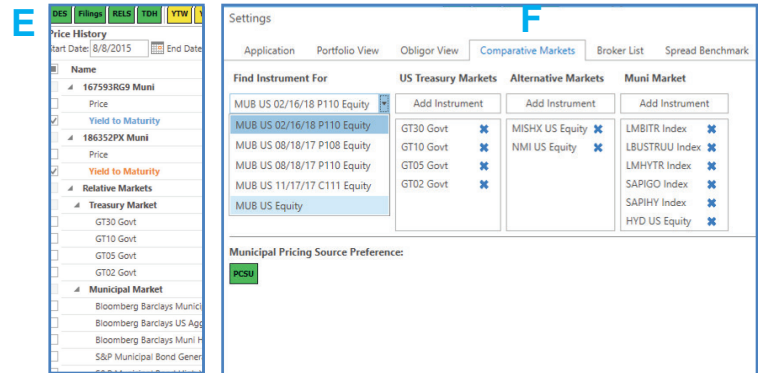 E
DES Filings RELS TDH YTW
Price History
Start Date: 8/8/2015 End Date
Name
167593RG9 Muni
Price
Yield to Maturity
186352PX Muni
Price
Yield to Maturity
Relative Markets
Treasury Market
GT30 Govt
GT10 Govt
GT05 Govt
GT02 Govt
Municipal Market
Bloomberg Barclays Munici
Bloomberg Barclays US Agg
Bloomberg Barclays Muni H
S&P Municipal Bond Gener
F
Settings
Application Portfolio View Obligor View Comparative Markets Broker List Spread Benchmark
Find Instrument For US Treasury Markets Alternative Markets Muni Market
MUB US 02/16/18 P110 Equity Add Instrument Add Instrument Add Instrument
MUB US 02/16/18 P110 Equity GT30 Govt MISHX US Equity LMBITR Index
MUB US 08/18/17 P108 Equity GT10 Govt NMI US Equity LBUSTRUU Index
MUB US 08/18/17 P110 Equity GT05 Govt LMHYTR Index
MUB US 11/17/17 C111 Equity GT02 Govt SAPIGO Index
MUB US Equity SAPIHY Index
HYD US Equity
Municipal Pricing Source Preference:
PCSU